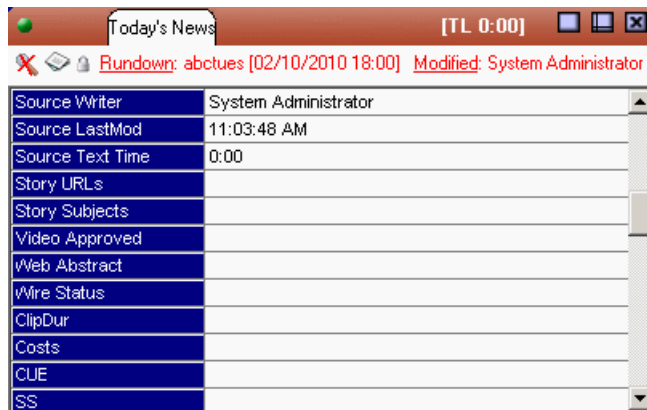 Today's News [TL 0:00]
Rundown: abctues [02/10/2010 18:00] Modified: System Administrator
Source Writer System Administrator
Source LastMod 11:03:48 AM
Source Text Time 0:00
Story URLs
Story Subjects
Video Approved
Web Abstract
Wire Status
ClipDur
Costs
CUE
SS